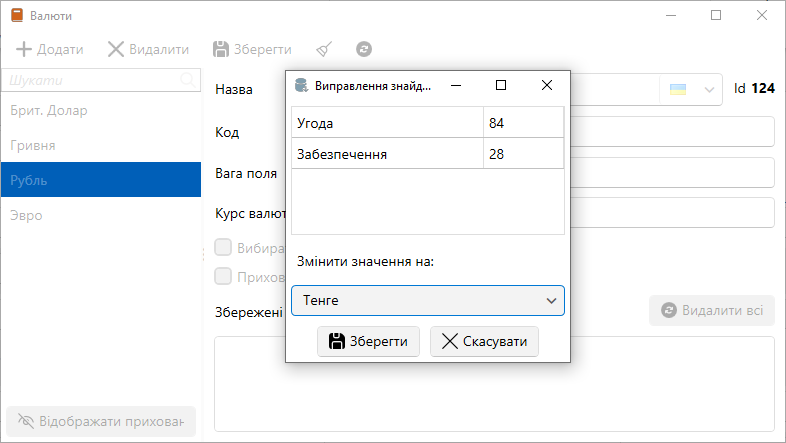 Валюти
Додати Видалити Зберегти
Шукати
Брит. Долар
Гривня
Рубль
Эвро
Відображати прихован
Назва Id 124
Код
Вага поля
Курс валют
Вибира
Прихов
Збережені Видалити всі
Виправлення знайд...
Угода 84
Забезпечення 28
Змінити значення на:
Тенге
Зберегти Скасувати